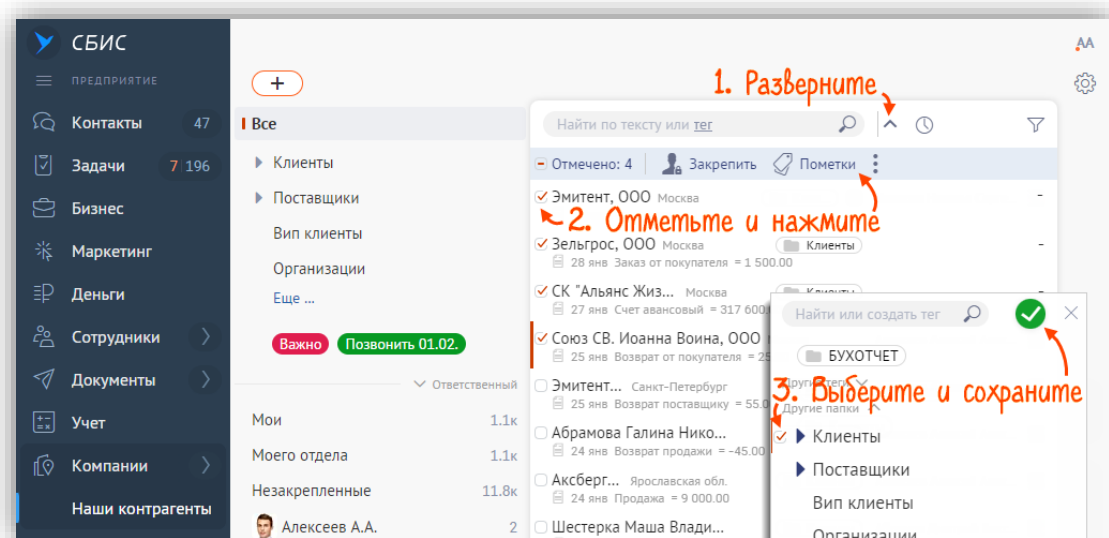 СБИС
ПРЕДПРИЯТИЕ
Контакты 47
Задачи 7 196
Бизнес
Маркетинг
Деньги
Сотрудники
Документы
Учет
Компании
Наши контрагенты
+
Все
Клиенты
Поставщики
Вип клиенты
Организации
Еще ...
Важно Позвонить 01.02.
Ответственный
Мои 1.1к
Моего отдела 1.1к
Незакрепленные 11.8к
Алексеев А.А. 2
АА
1. Разверните
Найти по тексту или тег
Отмечено: 4 Закрепить Пометки
Эмитент, ООО Москва -
2. Отметьте и нажмите
Зельгрос, ООО Москва Клиенты -
28 янв Заказ от покупателя = 1 500.00
СК "Альянс Жиз... Москва Клиенты -
27 янв Счет авансовый = 317 600
Союз СВ. Иоанна Воина, ООО
25 янв Возврат от покупателя = 25
Эмитент... Санкт-Петербург
25 янв Возврат поставщику = 55.0
Абрамова Галина Нико...
24 янв Возврат продажи = -45.00
Аксберг... Ярославская обл.
24 янв Продажа = 9 000.00
Шестерка Маша Влади...
Найти или создать тег
БУХОТЧЕТ
Другие теги
3. Выберите и сохраните
Другие папки
Клиенты
Поставщики
Вип клиенты
Организации